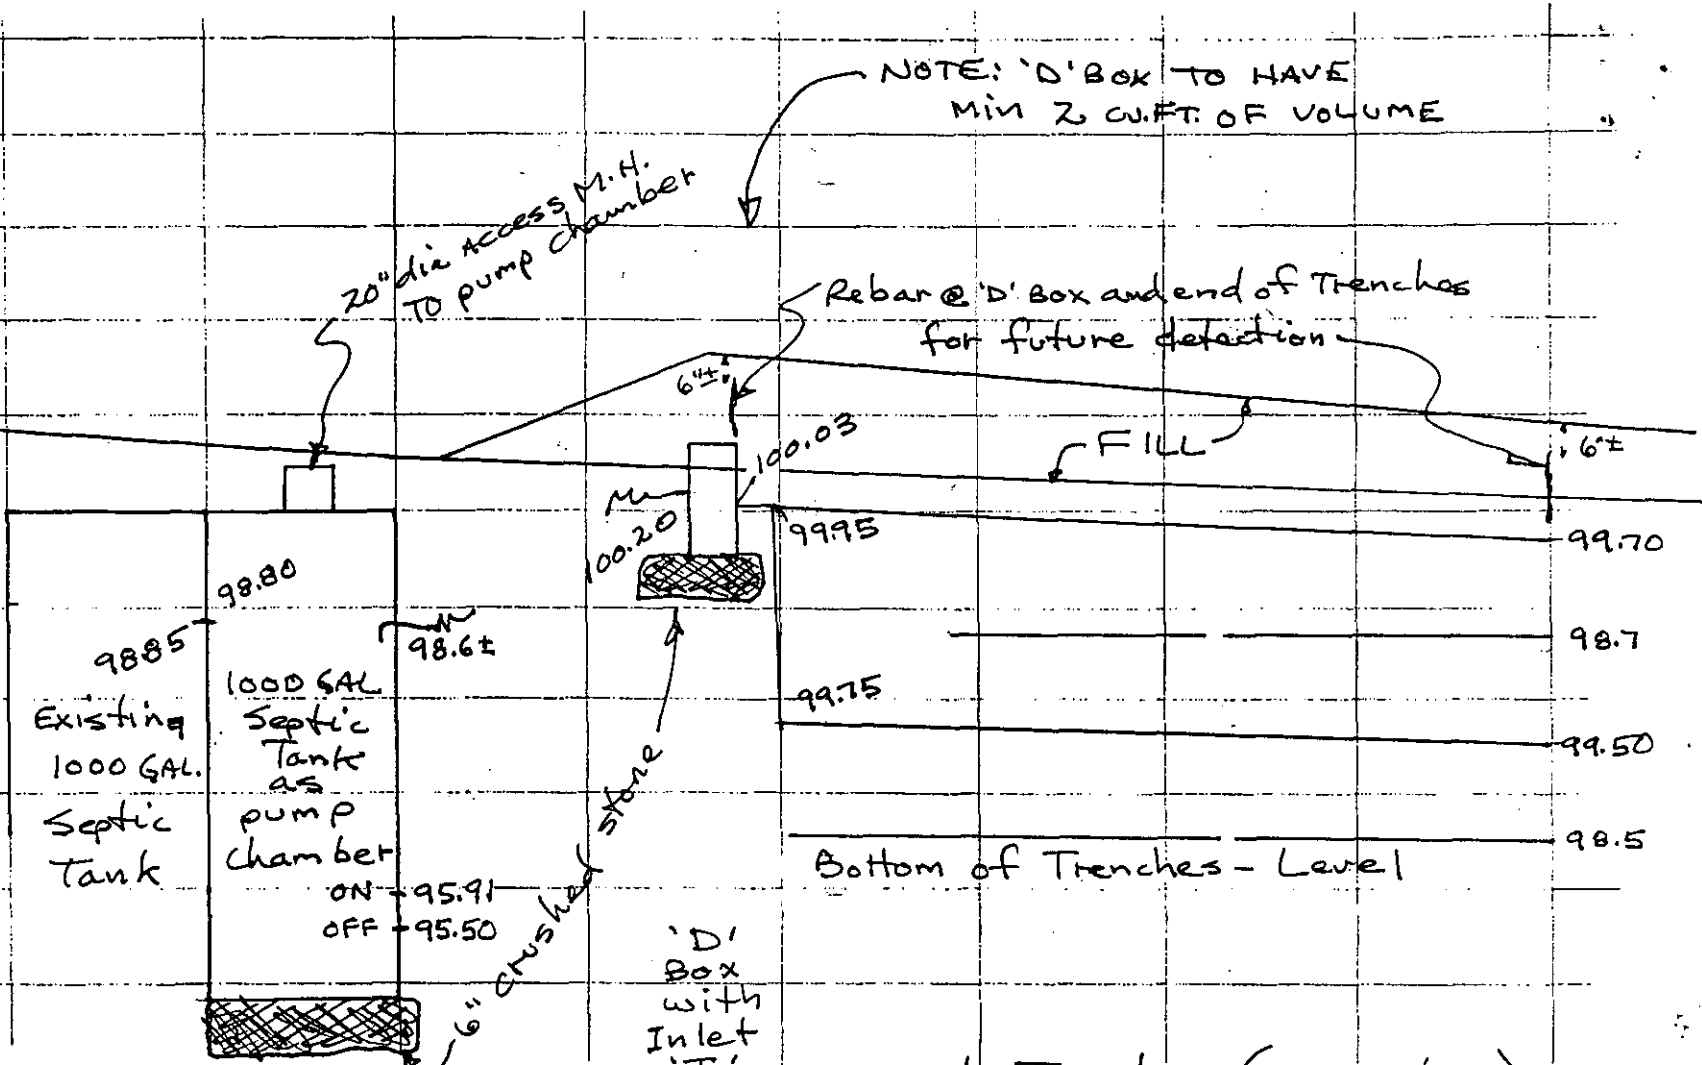 NOTE: 'D' BOX TO HAVE
Min 2 CU.FT. OF VOLUME
20" dia Access M.H.
TO pump chamber
Rebar @ 'D' Box and end of Trenches
for future detection
6"±
100.03
FILL
6"±
100.20
99.95
99.70
98.80
98.85
98.6±
98.7
Existing
1000 GAL.
Septic
Tank
1000 GAL
Septic
Tank
as
pump
chamber
99.75
99.50
98.5
Bottom of Trenches - Level
ON 95.91
OFF 95.50
6" crushed stone
'D'
Box
with
Inlet